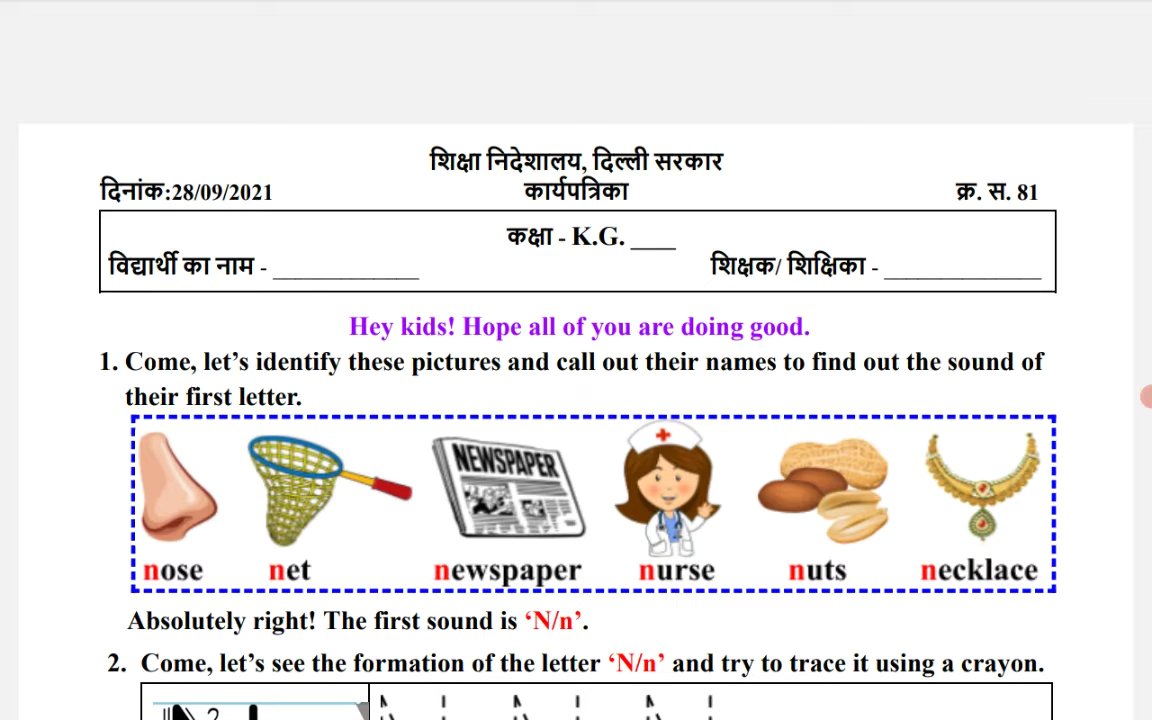 शिक्षा निदेशालय, दिल्ली सरकार
दिनांक:28/09/2021 कार्यपत्रिका क्र. स. 81
कक्षा - K.G. ____
विद्यार्थी का नाम - ___________ शिक्षक/ शिक्षिका - ____________
Hey kids! Hope all of you are doing good.
1. Come, let’s identify these pictures and call out their names to find out the sound of
their first letter.
NEWSPAPER
nose net newspaper nurse nuts necklace
Absolutely right! The first sound is ‘N/n’.
2. Come, let’s see the formation of the letter ‘N/n’ and try to trace it using a crayon.